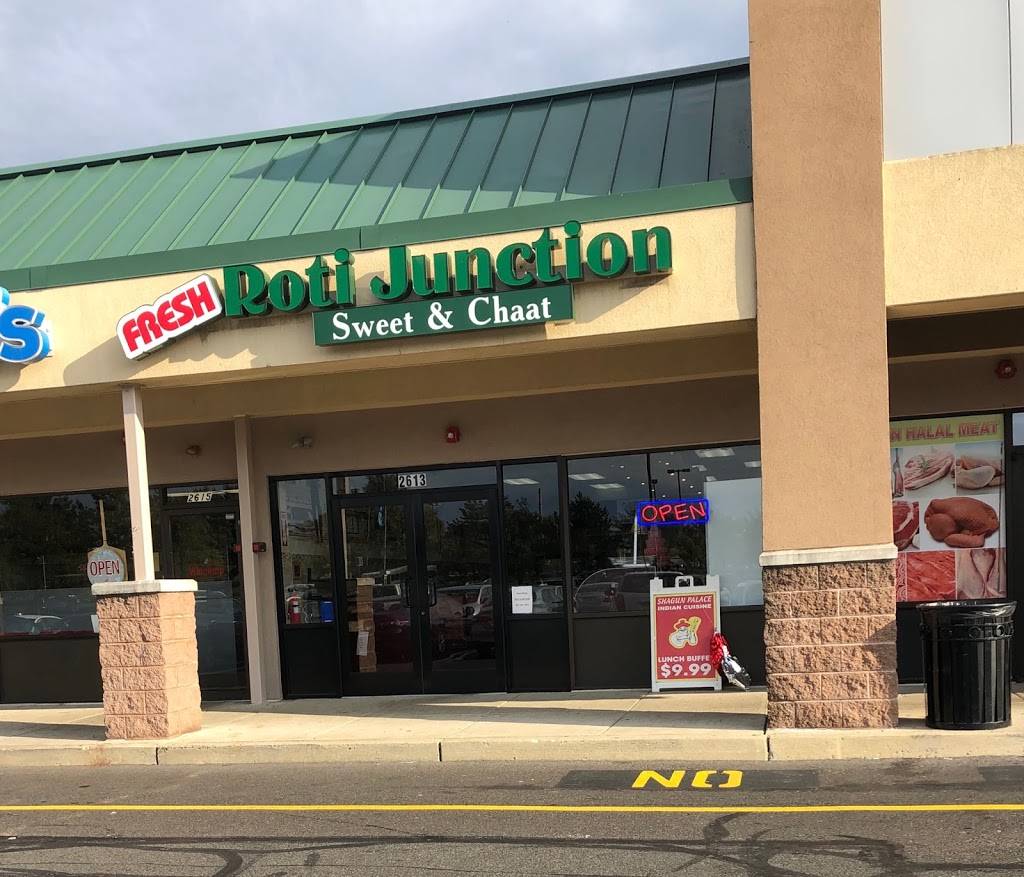 S
FRESH Roti Junction
Sweet & Chaat
N HALAL MEAT
2613
2615
OPEN
OPEN
SHAGUN PALACE
INDIAN CUISINE
LUNCH BUFFE
$9.99
NO